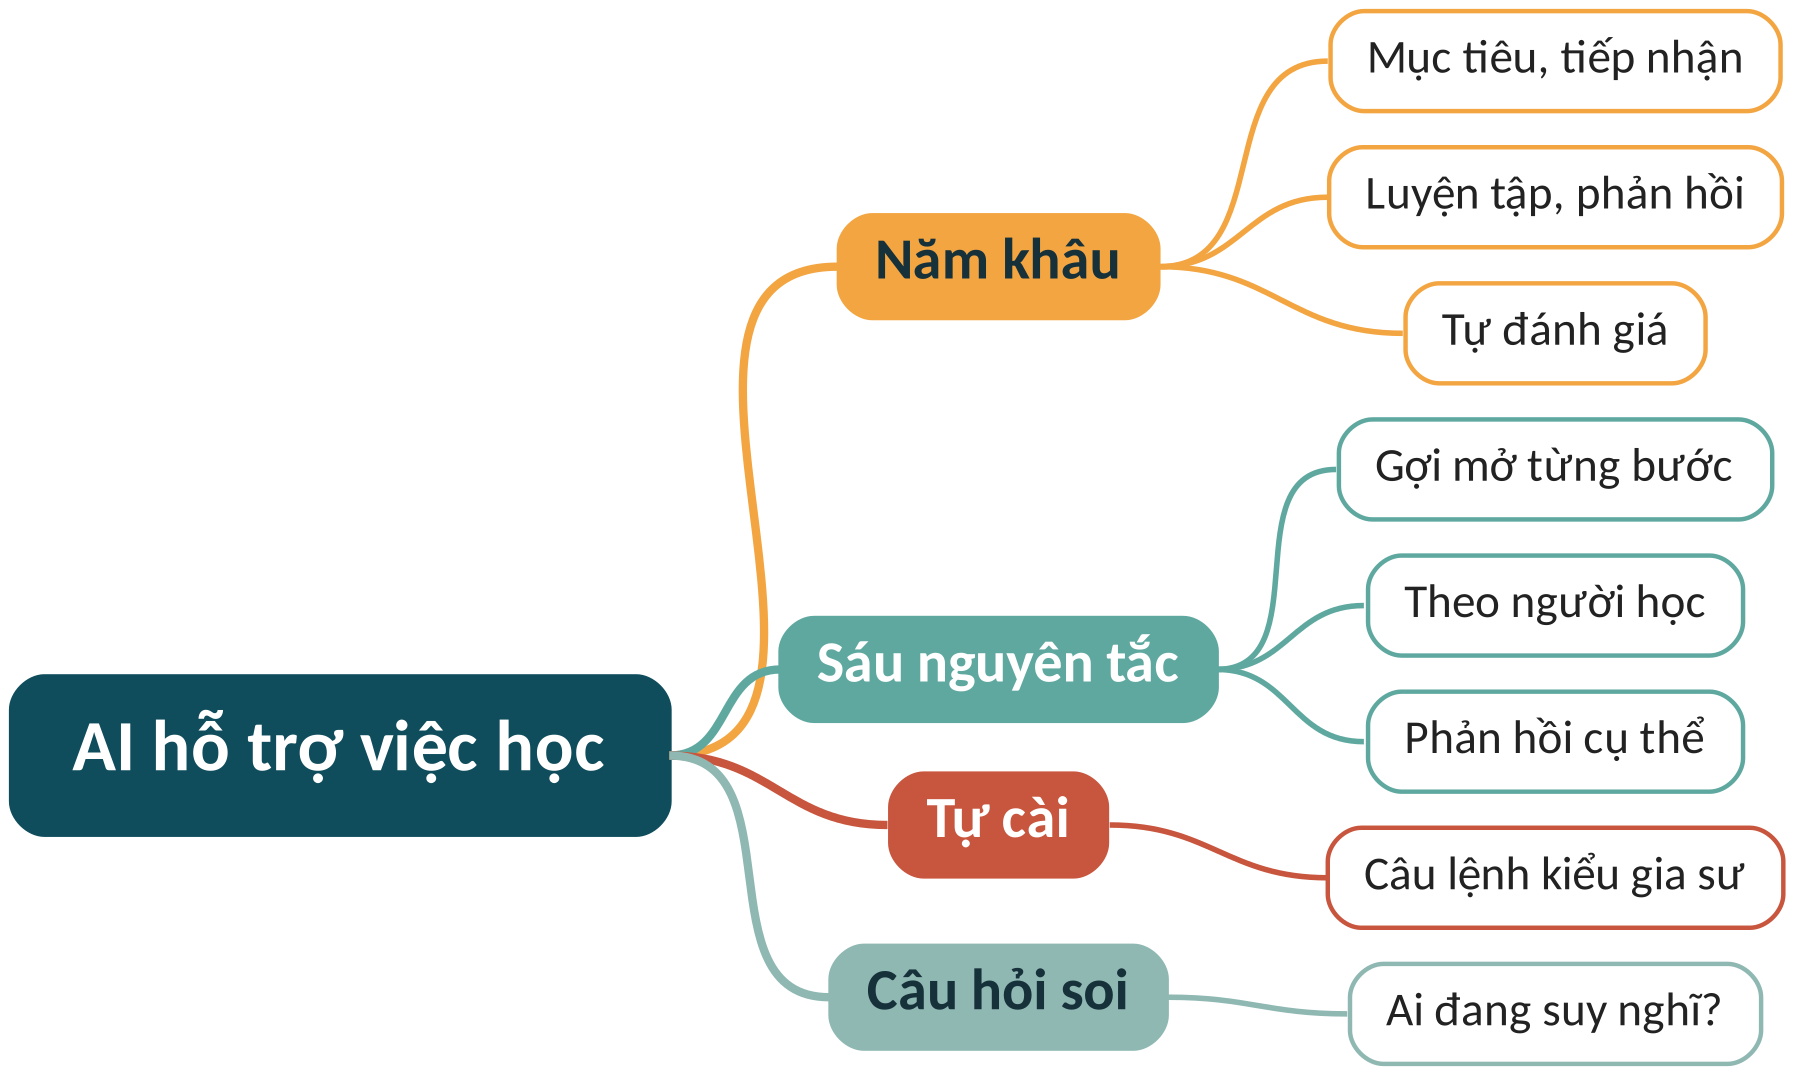 AI hỗ trợ việc học
Năm khâu
Mục tiêu, tiếp nhận
Luyện tập, phản hồi
Tự đánh giá
Sáu nguyên tắc
Gợi mở từng bước
Theo người học
Phản hồi cụ thể
Tự cài
Câu lệnh kiểu gia sư
Câu hỏi soi
Ai đang suy nghĩ?